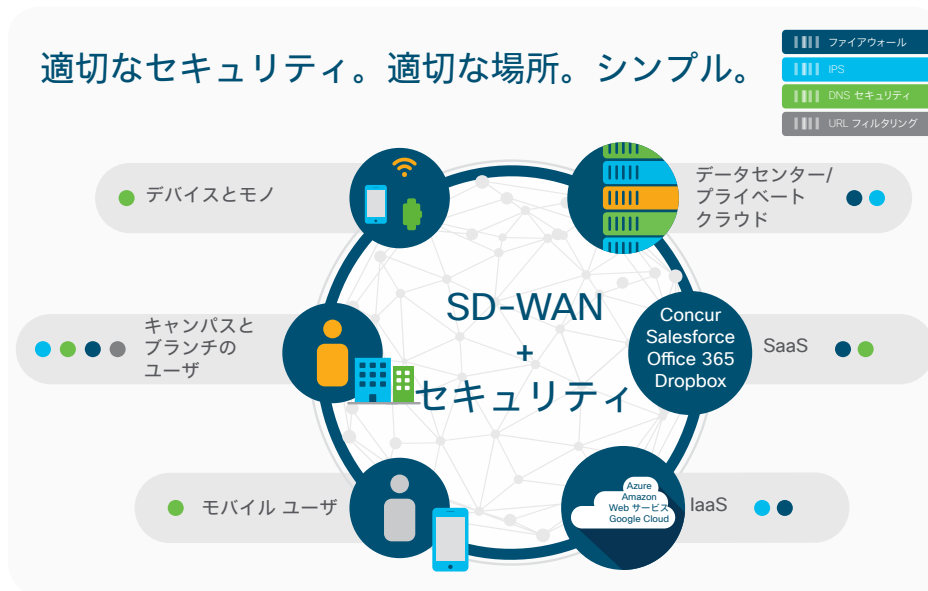 適切なセキュリティ。適切な場所。シンプル。
ファイアウォール
IPS
DNS セキュリティ
URL フィルタリング
デバイスとモノ
データセンター/
プライベート
クラウド
キャンパスと
ブランチの
ユーザ
SD-WAN
+
セキュリティ
Concur
Salesforce
Office 365
Dropbox
SaaS
モバイル ユーザ
Azure
Amazon
Web サービス
Google Cloud
IaaS